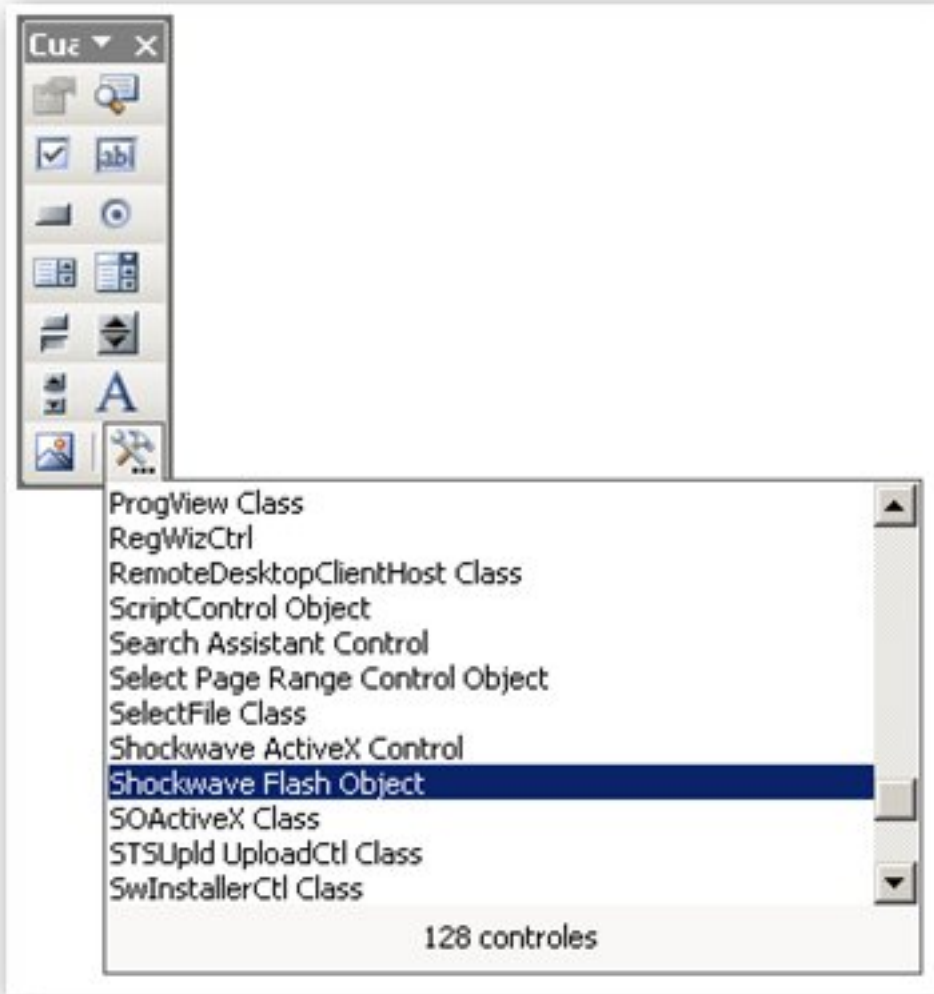 Cua
abl
A
ProgView Class
RegWizCtrl
RemoteDesktopClientHost Class
ScriptControl Object
Search Assistant Control
Select Page Range Control Object
SelectFile Class
Shockwave ActiveX Control
Shockwave Flash Object
SOActiveX Class
STSUpld UploadCtl Class
SwInstallerCtl Class
128 controles